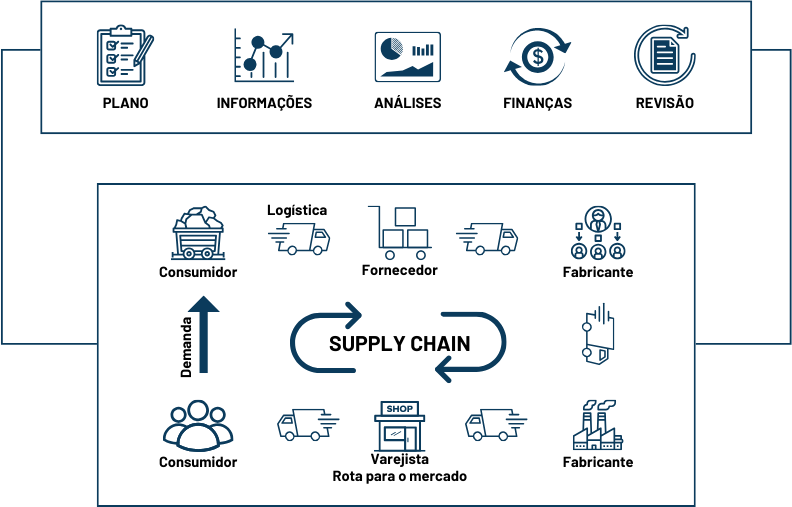 PLANO
INFORMAÇÕES
ANÁLISES
FINANÇAS
REVISÃO
Logística
Consumidor
Fornecedor
Fabricante
Demanda
SUPPLY CHAIN
SHOP
Consumidor
Varejista
Rota para o mercado
Fabricante